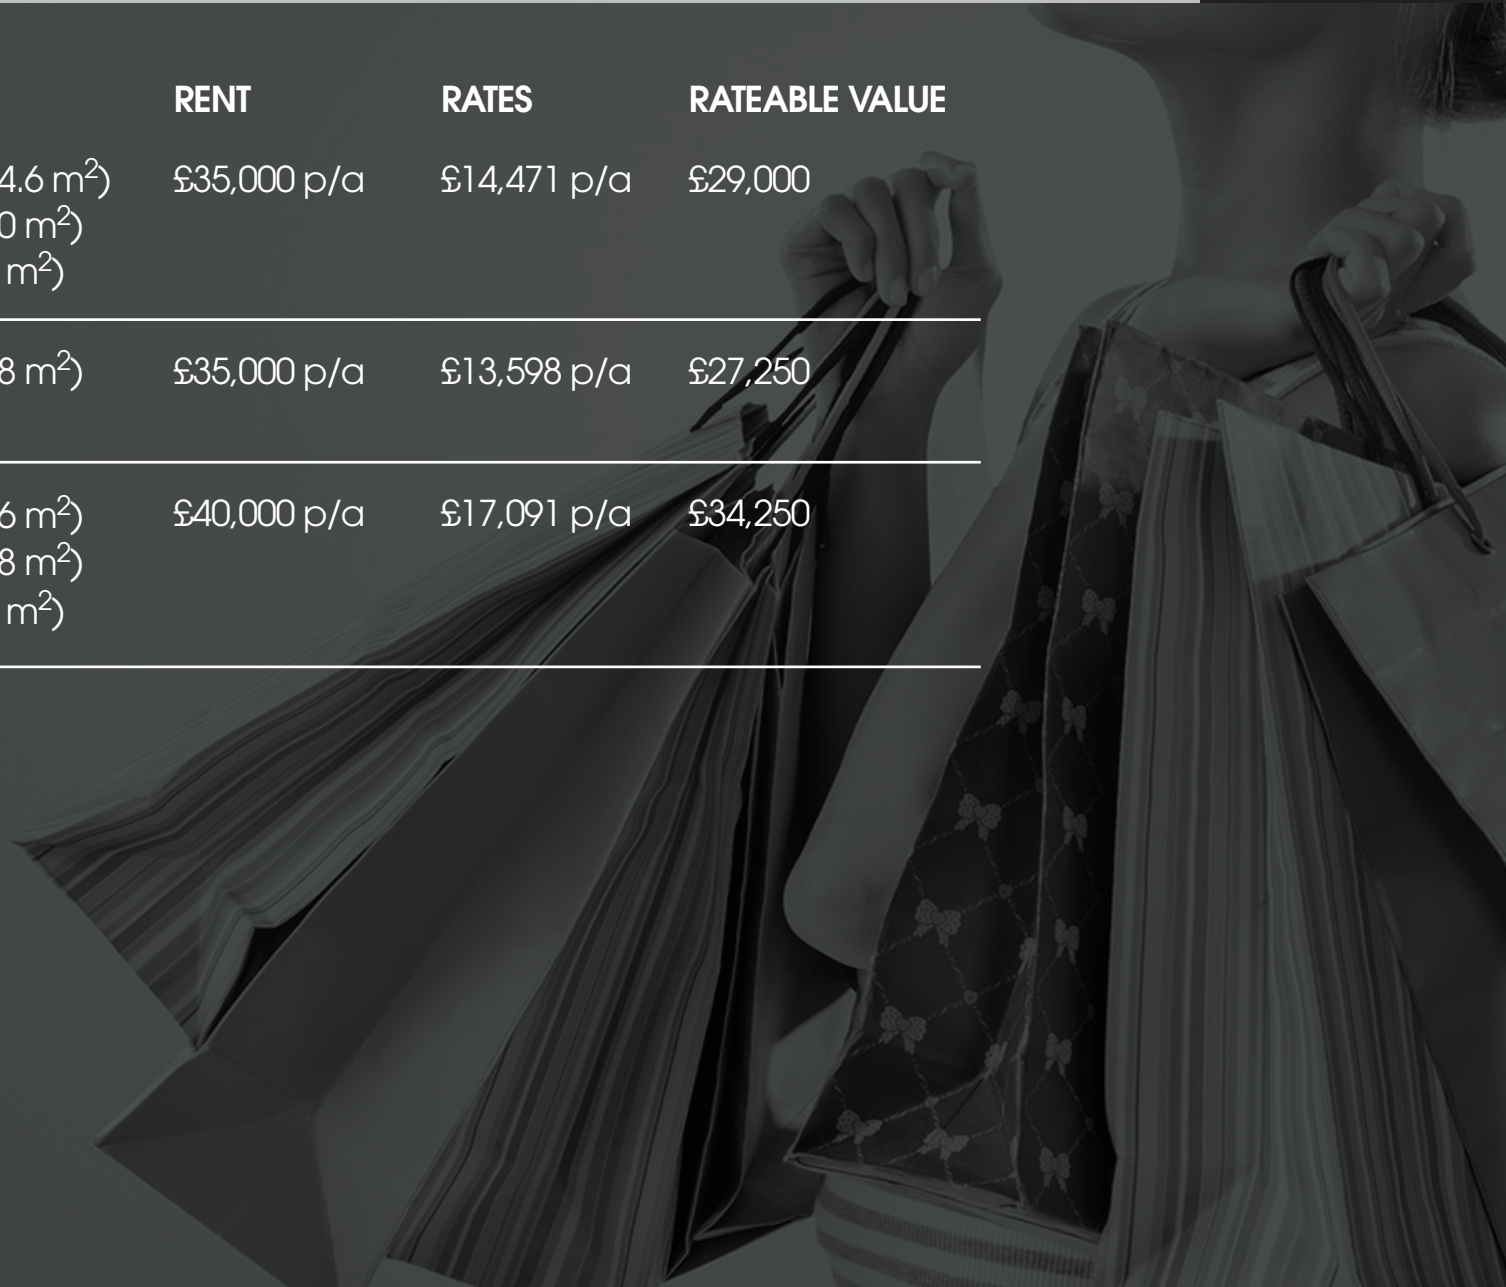 RENT RATES RATEABLE VALUE
4.6 m²) £35,000 p/a £14,471 p/a £29,000
0 m²)
m²)
8 m²) £35,000 p/a £13,598 p/a £27,250
6 m²) £40,000 p/a £17,091 p/a £34,250
8 m²)
m²)